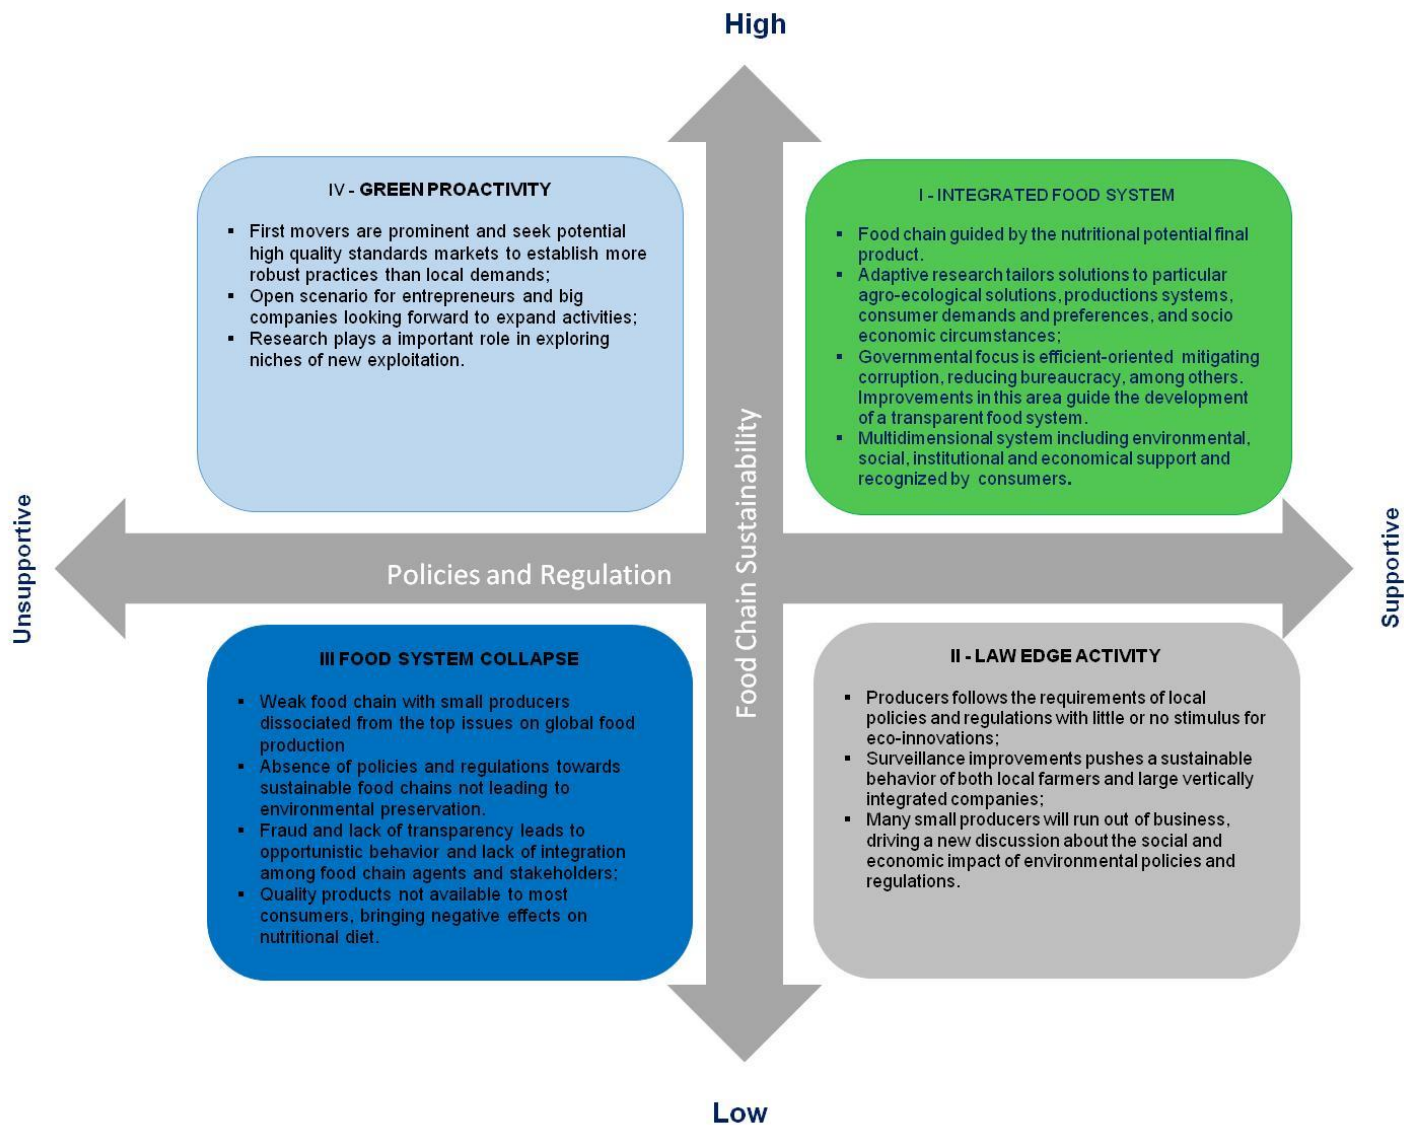 High
IV - GREEN PROACTIVITY
▪ First movers are prominent and seek potential
high quality standards markets to establish more
robust practices than local demands;
▪ Open scenario for entrepreneurs and big
companies looking forward to expand activities;
▪ Research plays a important role in exploring
niches of new exploitation.
I - INTEGRATED FOOD SYSTEM
▪ Food chain guided by the nutritional potential final
product.
▪ Adaptive research tailors solutions to particular
agro-ecological solutions, productions systems,
consumer demands and preferences, and socio
economic circumstances;
▪ Governmental focus is efficient-oriented mitigating
corruption, reducing bureaucracy, among others.
Improvements in this area guide the development
of a transparent food system.
▪ Multidimensional system including environmental,
social, institutional and economical support and
recognized by consumers.
Unsupportive
Policies and Regulation
Food Chain Sustainability
Supportive
III FOOD SYSTEM COLLAPSE
▪ Weak food chain with small producers
dissociated from the top issues on global food
production
▪ Absence of policies and regulations towards
sustainable food chains not leading to
environmental preservation.
▪ Fraud and lack of transparency leads to
opportunistic behavior and lack of integration
among food chain agents and stakeholders;
▪ Quality products not available to most
consumers, bringing negative effects on
nutritional diet.
II - LAW EDGE ACTIVITY
▪ Producers follows the requirements of local
policies and regulations with little or no stimulus for
eco-innovations;
▪ Surveillance improvements pushes a sustainable
behavior of both local farmers and large vertically
integrated companies;
▪ Many small producers will run out of business,
driving a new discussion about the social and
economic impact of environmental policies and
regulations.
Low